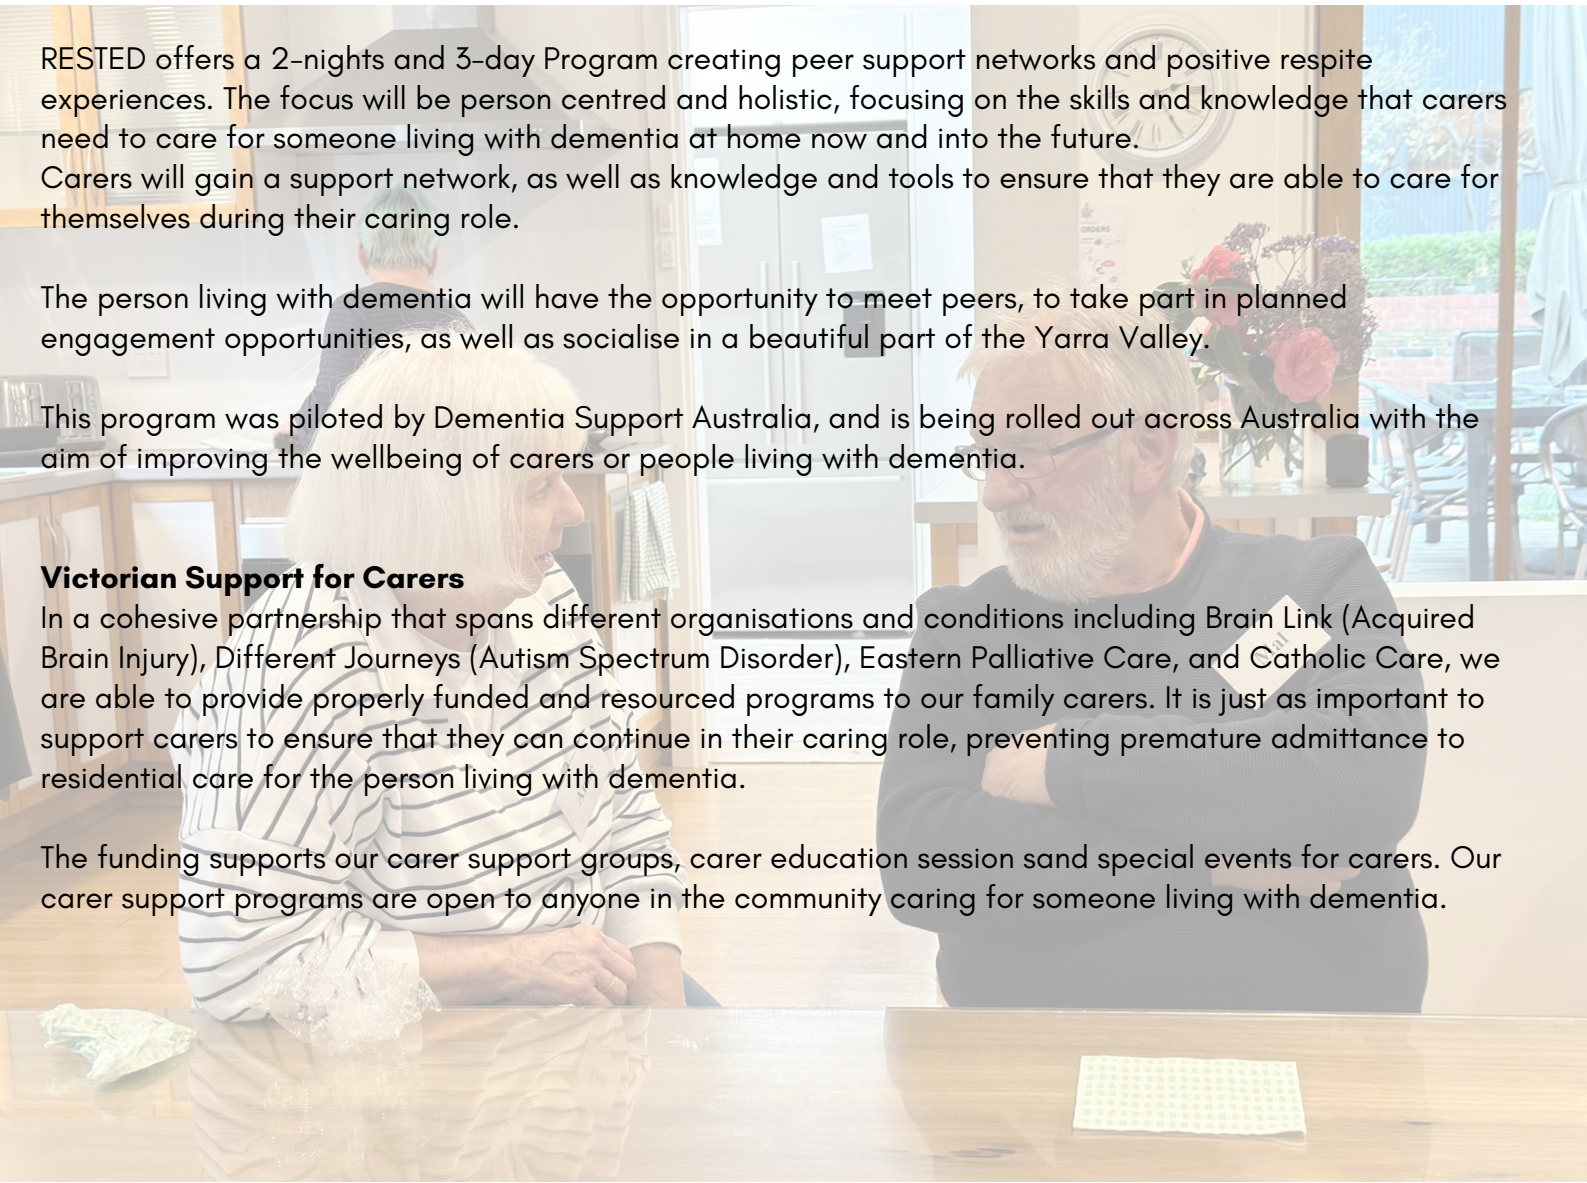 RESTED offers a 2-nights and 3-day Program creating peer support networks and positive respite
experiences. The focus will be person centred and holistic, focusing on the skills and knowledge that carers
need to care for someone living with dementia at home now and into the future.
Carers will gain a support network, as well as knowledge and tools to ensure that they are able to care for
themselves during their caring role.
The person living with dementia will have the opportunity to meet peers, to take part in planned
engagement opportunities, as well as socialise in a beautiful part of the Yarra Valley.
This program was piloted by Dementia Support Australia, and is being rolled out across Australia with the
aim of improving the wellbeing of carers or people living with dementia.
Victorian Support for Carers
In a cohesive partnership that spans different organisations and conditions including Brain Link (Acquired
Brain Injury), Different Journeys (Autism Spectrum Disorder), Eastern Palliative Care, and Catholic Care, we
are able to provide properly funded and resourced programs to our family carers. It is just as important to
support carers to ensure that they can continue in their caring role, preventing premature admittance to
residential care for the person living with dementia.
The funding supports our carer support groups, carer education session sand special events for carers. Our
carer support programs are open to anyone in the community caring for someone living with dementia.